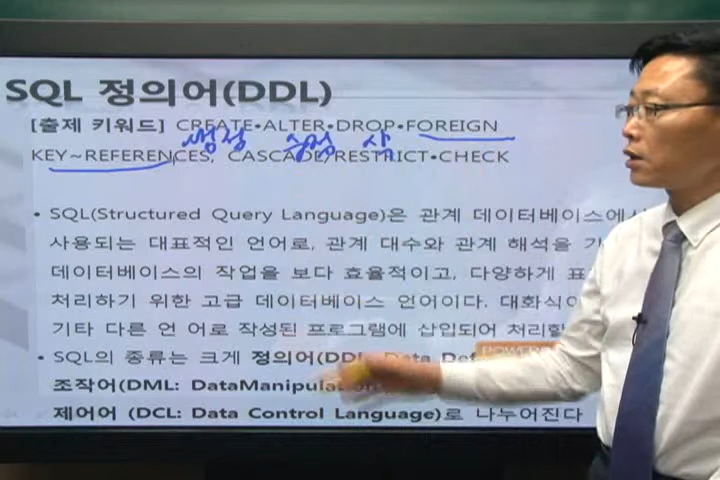 SQL 정의어(DDL)
[출제 키워드] CREATE•ALTER•DROP•FOREIGN
생성 수정 삭
KEY~REFERENCES, CASCADE/RESTRICT•CHECK
• SQL(Structured Query Language)은 관계 데이터베이스에서
사용되는 대표적인 언어로, 관계 대수와 관계 해석을 기
데이터베이스의 작업을 보다 효율적이고, 다양하게 표
처리하기 위한 고급 데이터베이스 언어이다. 대화식이
기타 다른 언 어로 작성된 프로그램에 삽입되어 처리할
• SQL의 종류는 크게 정의어(DDL: Data De
조작어(DML: DataManipulation
제어어 (DCL: Data Control Language)로 나누어진다